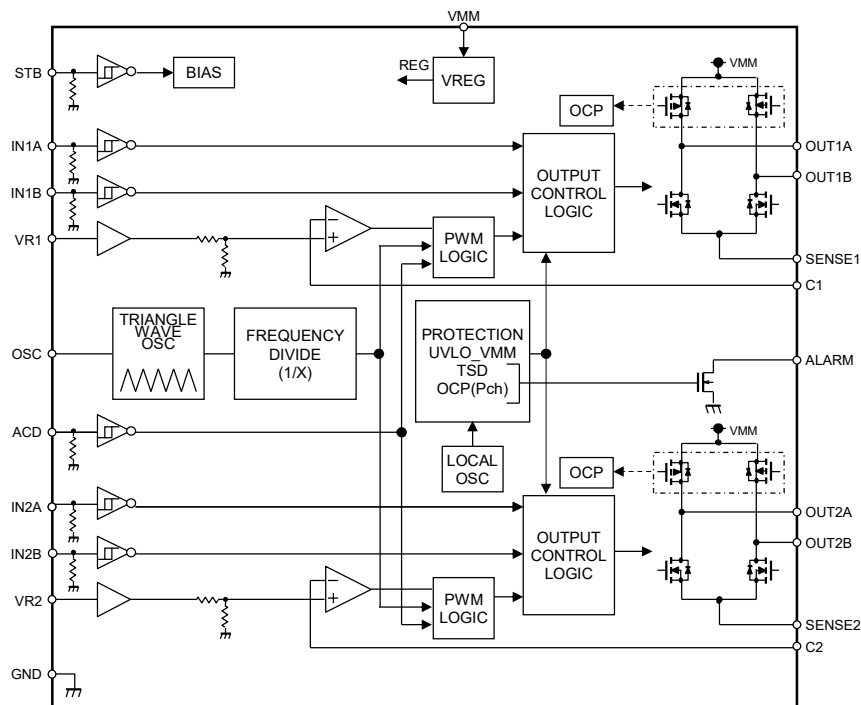 VMM
STB
BIAS
REG
VREG
VMM
OCP
IN1A
OUT1A
IN1B
OUTPUT
CONTROL
LOGIC
OUT1B
VR1
−
+
PWM
LOGIC
SENSE1
C1
TRIANGLE
WAVE
OSC
FREQUENCY
DIVIDE
(1/X)
PROTECTION
UVLO_VMM
TSD
OCP(Pch)
OSC
ALARM
ACD
LOCAL
OSC
VMM
OCP
IN2A
OUT2A
IN2B
OUTPUT
CONTROL
LOGIC
OUT2B
VR2
−
+
PWM
LOGIC
SENSE2
C2
GND